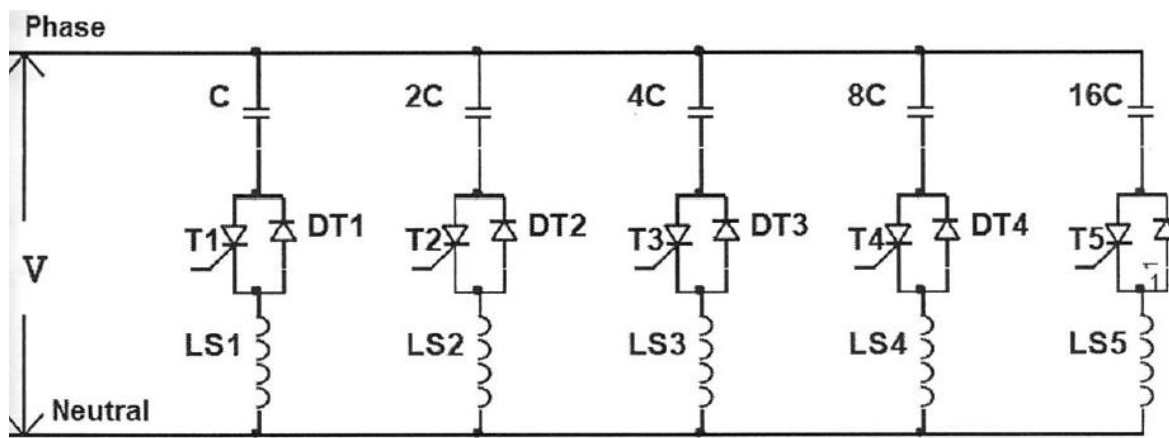 Phase
C 2C 4C 8C 16C
T1 DT1 T2 DT2 T3 DT3 T4 DT4 T5
V
LS1 LS2 LS3 LS4 LS5
Neutral